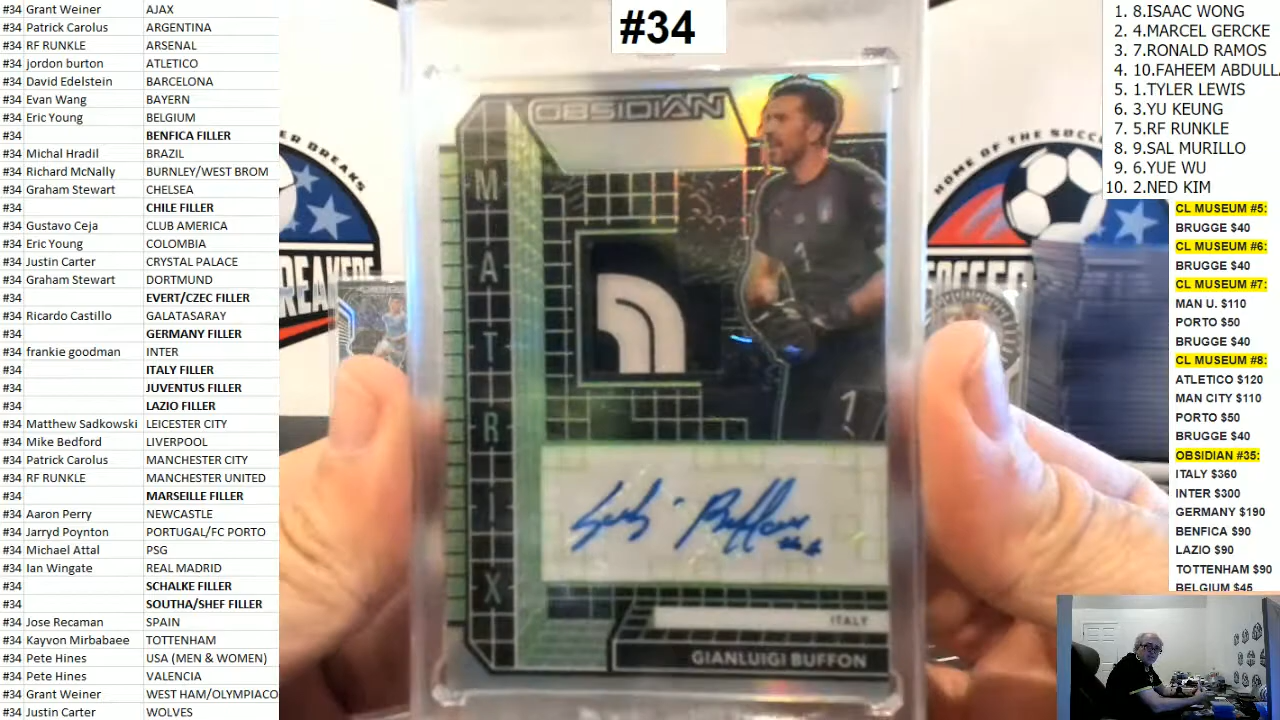 #34 Grant Weiner AJAX
#34 Patrick Carolus ARGENTINA
#34 RF RUNKLE ARSENAL
#34 jordon burton ATLETICO
#34 David Edelstein BARCELONA
#34 Evan Wang BAYERN
#34 Eric Young BELGIUM
#34 BENFICA FILLER
#34 Michal Hradil BRAZIL
#34 Richard McNally BURNLEY/WEST BROM
#34 Graham Stewart CHELSEA
#34 CHILE FILLER
#34 Gustavo Ceja CLUB AMERICA
#34 Eric Young COLOMBIA
#34 Justin Carter CRYSTAL PALACE
#34 Graham Stewart DORTMUND
#34 EVERT/CZEC FILLER
#34 Ricardo Castillo GALATASARAY
#34 GERMANY FILLER
#34 frankie goodman INTER
#34 ITALY FILLER
#34 JUVENTUS FILLER
#34 LAZIO FILLER
#34 Matthew Sadkowski LEICESTER CITY
#34 Mike Bedford LIVERPOOL
#34 Patrick Carolus MANCHESTER CITY
#34 RF RUNKLE MANCHESTER UNITED
#34 MARSEILLE FILLER
#34 Aaron Perry NEWCASTLE
#34 Jarryd Poynton PORTUGAL/FC PORTO
#34 Michael Attal PSG
#34 Ian Wingate REAL MADRID
#34 SCHALKE FILLER
#34 SOUTHA/SHEF FILLER
#34 Jose Recaman SPAIN
#34 Kayvon Mirbabaee TOTTENHAM
#34 Pete Hines USA (MEN & WOMEN)
#34 Pete Hines VALENCIA
#34 Grant Weiner WEST HAM/OLYMPIACO
#34 Justin Carter WOLVES
#34
OBSIDIAN
MATRIX
1
ITALY
GIANLUIGI BUFFON
HOME OF THE SOCCE
SOCCER
1. 8.ISAAC WONG
2. 4.MARCEL GERCKE
3. 7.RONALD RAMOS
4. 10.FAHEEM ABDULL
5. 1.TYLER LEWIS
6. 3.YU KEUNG
7. 5.RF RUNKLE
8. 9.SAL MURILLO
9. 6.YUE WU
10. 2.NED KIM
CL MUSEUM #5:
BRUGGE $40
CL MUSEUM #6:
BRUGGE $40
CL MUSEUM #7:
MAN U. $110
PORTO $50
BRUGGE $40
CL MUSEUM #8:
ATLETICO $120
MAN CITY $110
PORTO $50
BRUGGE $40
OBSIDIAN #35:
ITALY $360
INTER $300
GERMANY $190
BENFICA $90
LAZIO $90
TOTTENHAM $90
BELGIUM $45